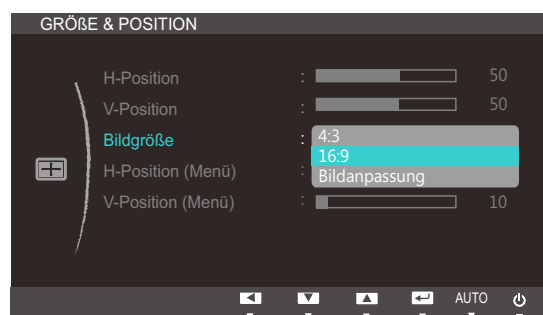 GRÖßE & POSITION
H-Position : 50
V-Position : 50
Bildgröße : 4:3
16:9
H-Position (Menü) : Bildanpassung
V-Position (Menü) : 10
AUTO